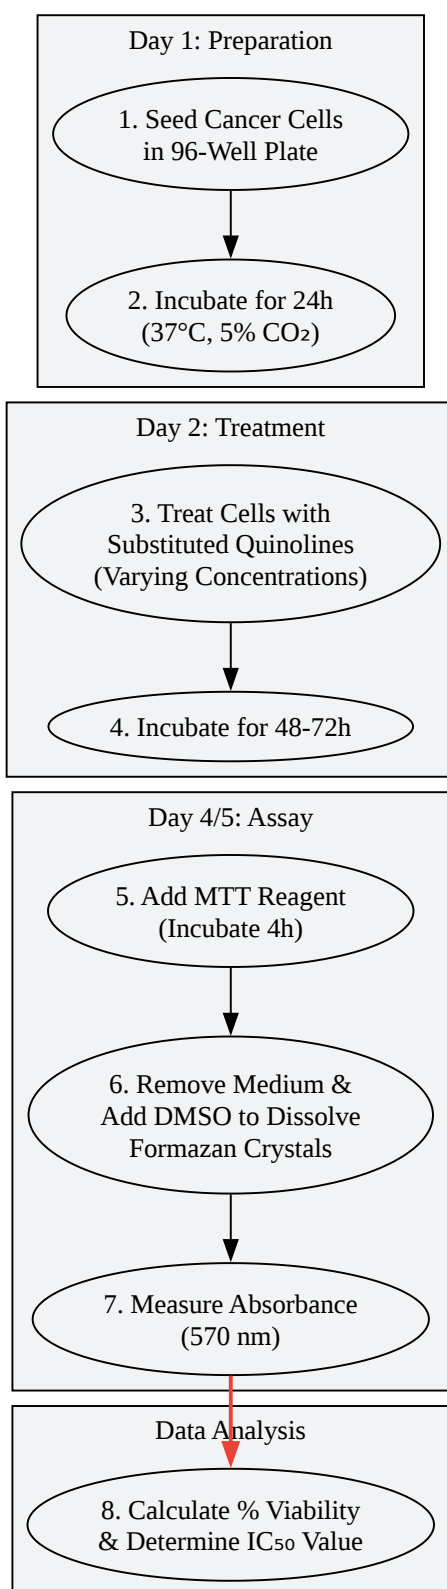 Day 1: Preparation
1. Seed Cancer Cells
in 96-Well Plate
2. Incubate for 24h
(37°C, 5% CO₂)
Day 2: Treatment
3. Treat Cells with
Substituted Quinolines
(Varying Concentrations)
4. Incubate for 48-72h
Day 4/5: Assay
5. Add MTT Reagent
(Incubate 4h)
6. Remove Medium &
Add DMSO to Dissolve
Formazan Crystals
7. Measure Absorbance
(570 nm)
Data Analysis
8. Calculate % Viability
& Determine IC₅₀ Value